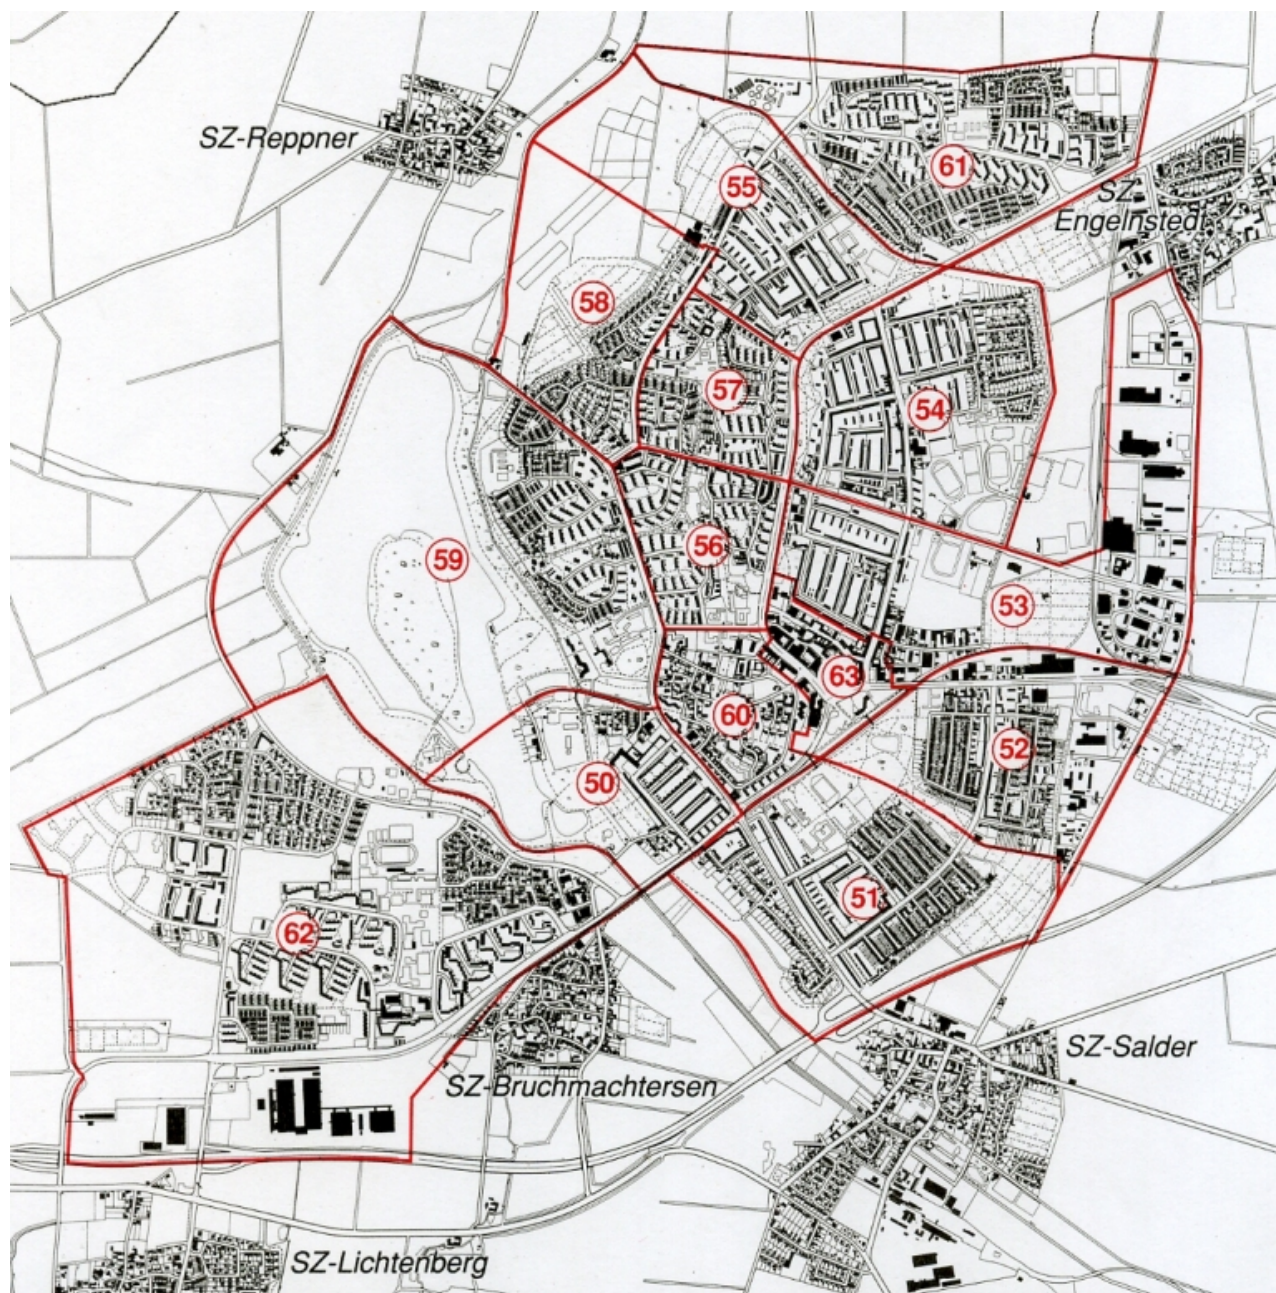 SZ-Reppner
61
55
SZ
Engelnstedt
58
57
54
56
59
53
63
60
52
50
51
62
SZ-Salder
SZ-Bruchmachtersen
SZ-Lichtenberg